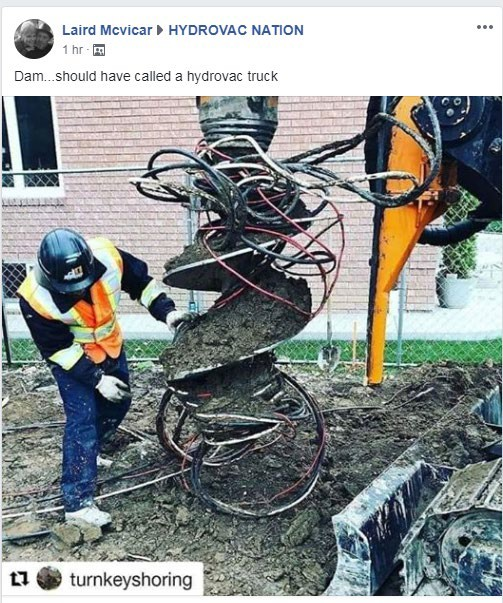 Laird Mcvicar HYDROVAC NATION
1 hr ·
Dam...should have called a hydrovac truck
turnkeyshoring